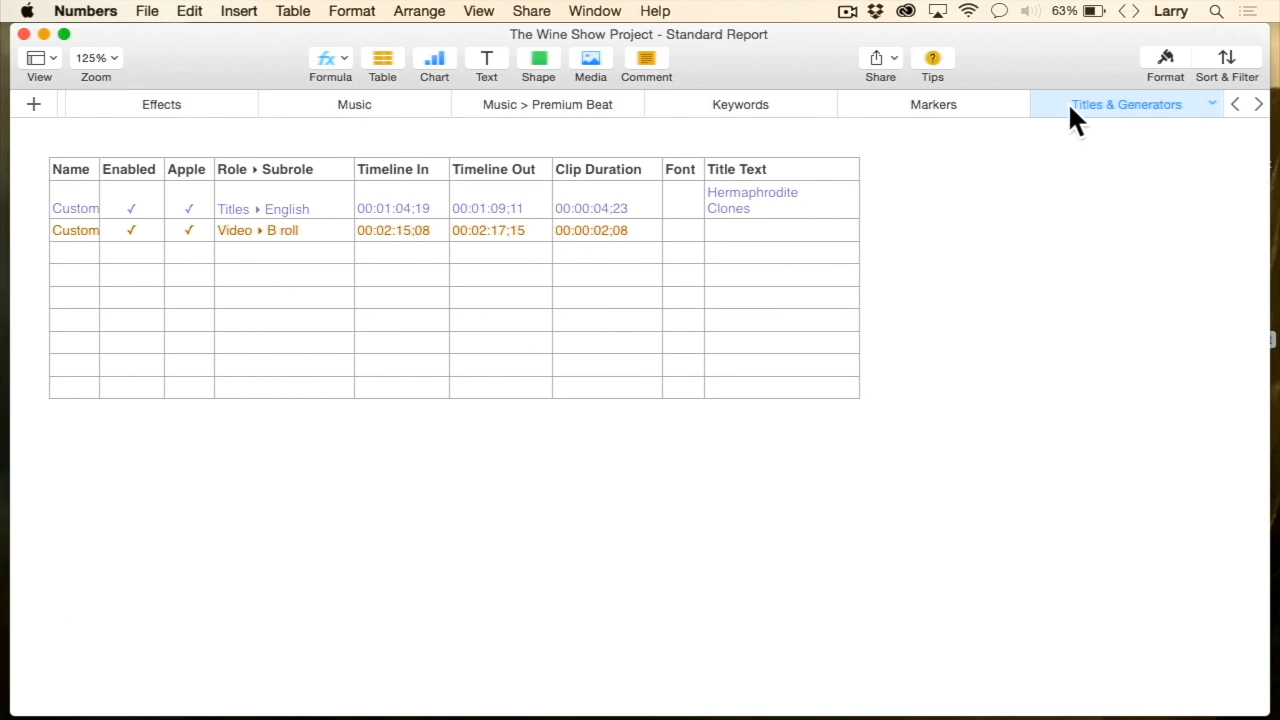 Numbers File Edit Insert Table Format Arrange View Share Window Help 63% Larry
The Wine Show Project - Standard Report
125%
View Zoom Formula Table Chart Text Shape Media Comment Share Tips Format Sort & Filter
Effects Music Music > Premium Beat Keywords Markers Titles & Generators
Name Enabled Apple Role ▸ Subrole Timeline In Timeline Out Clip Duration Font Title Text
Hermaphrodite
Custom ✓ ✓ Titles ▸ English 00:01:04;19 00:01:09;11 00:00:04;23 Clones
Custom ✓ ✓ Video ▸ B roll 00:02:15;08 00:02:17;15 00:00:02;08